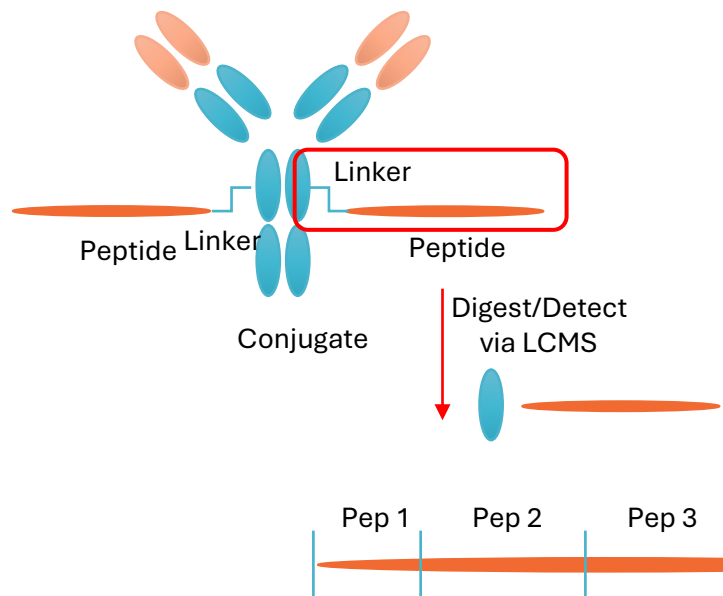 Linker
Peptide
Linker
Peptide
Conjugate
Digest/Detect
via LCMS
Pep 1
Pep 2
Pep 3